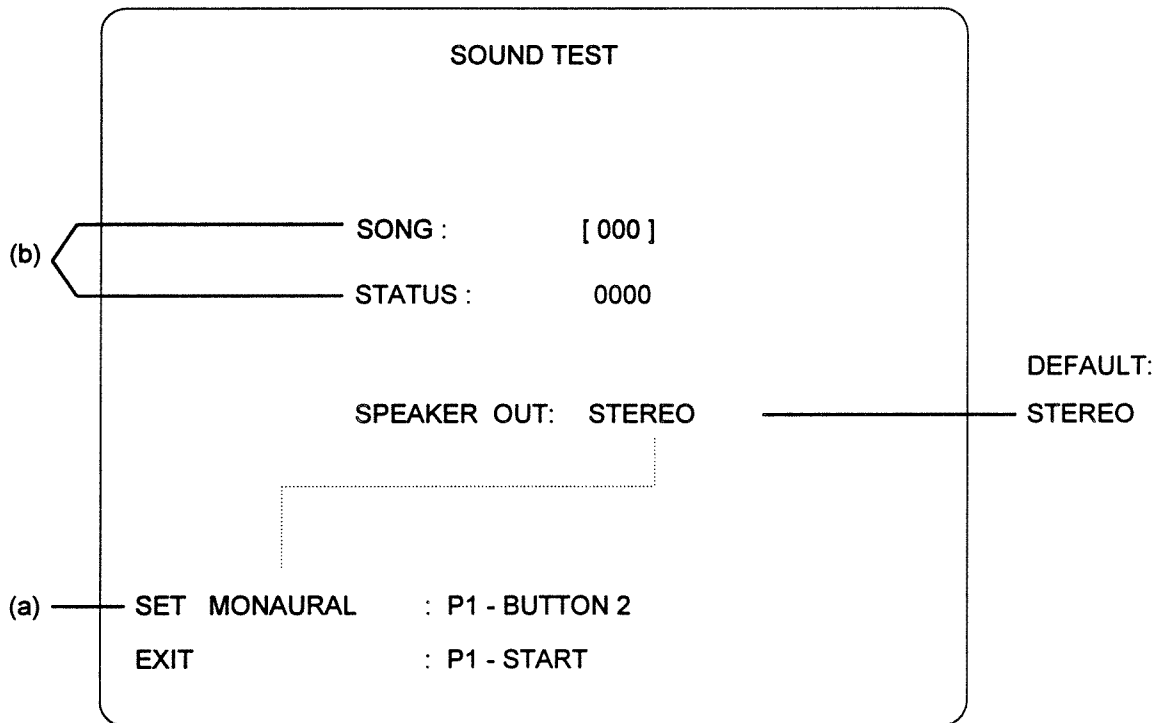 SOUND TEST
(b)
SONG : [ 000 ]
STATUS : 0000
DEFAULT:
SPEAKER OUT: STEREO
STEREO
(a)
SET MONAURAL : P1 - BUTTON 2
EXIT : P1 - START